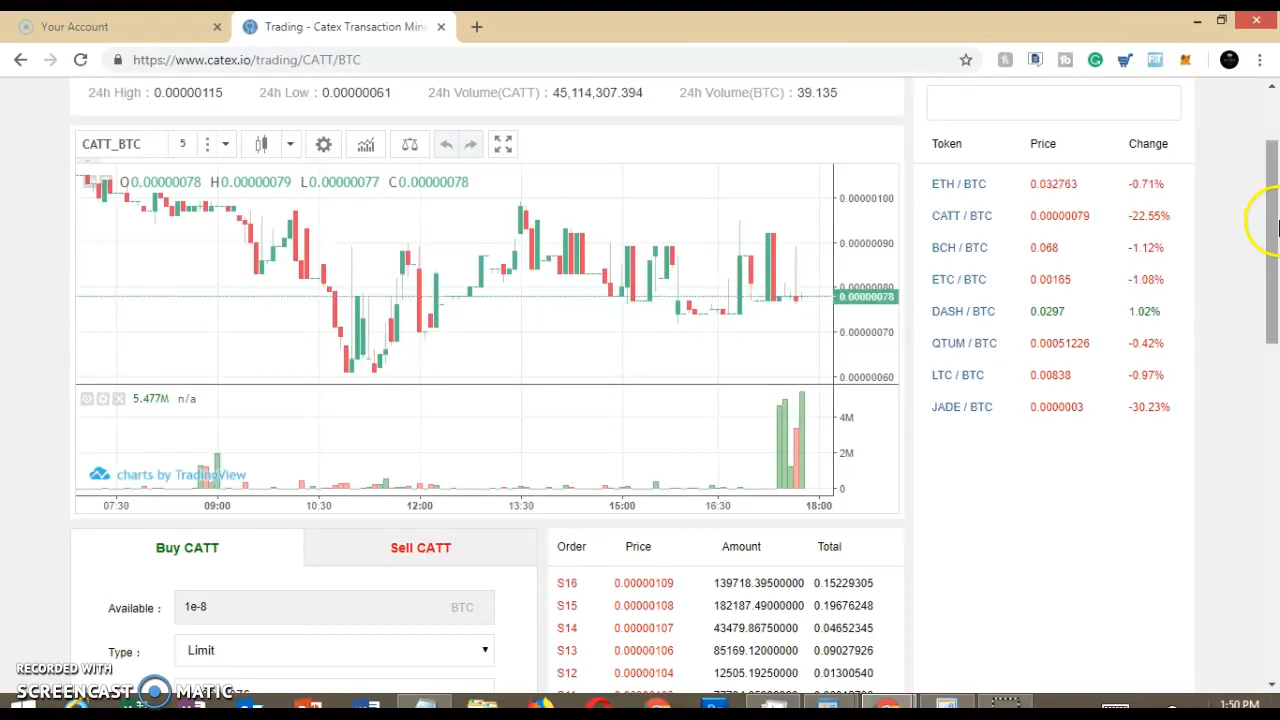 Your Account
Trading - Catex Transaction Mini
https://www.catex.io/trading/CATT/BTC
24h High : 0.00000115 24h Low : 0.00000061 24h Volume(CATT) : 45,114,307.394 24h Volume(BTC) : 39.135
CATT_BTC 5
O0.00000078 H0.00000079 L0.00000077 C0.00000078
0.00000100
0.00000090
0.00000080
0.00000078
0.00000070
0.00000060
5.477M n/a
4M
2M
0
charts by TradingView
07:30 09:00 10:30 12:00 13:30 15:00 16:30 18:00
Token Price Change
ETH / BTC 0.032763 -0.71%
CATT / BTC 0.00000079 -22.55%
BCH / BTC 0.068 -1.12%
ETC / BTC 0.00165 -1.08%
DASH / BTC 0.0297 1.02%
QTUM / BTC 0.00051226 -0.42%
LTC / BTC 0.00838 -0.97%
JADE / BTC 0.0000003 -30.23%
Buy CATT Sell CATT
Available : 1e-8 BTC
Type : Limit
Order Price Amount Total
S16 0.00000109 139718.39500000 0.15229305
S15 0.00000108 182187.49000000 0.19676248
S14 0.00000107 43479.86750000 0.04652345
S13 0.00000106 85169.12000000 0.09027926
S12 0.00000104 12505.19250000 0.01300540
RECORDED WITH
SCREENCAST MATIC
1:50 PM